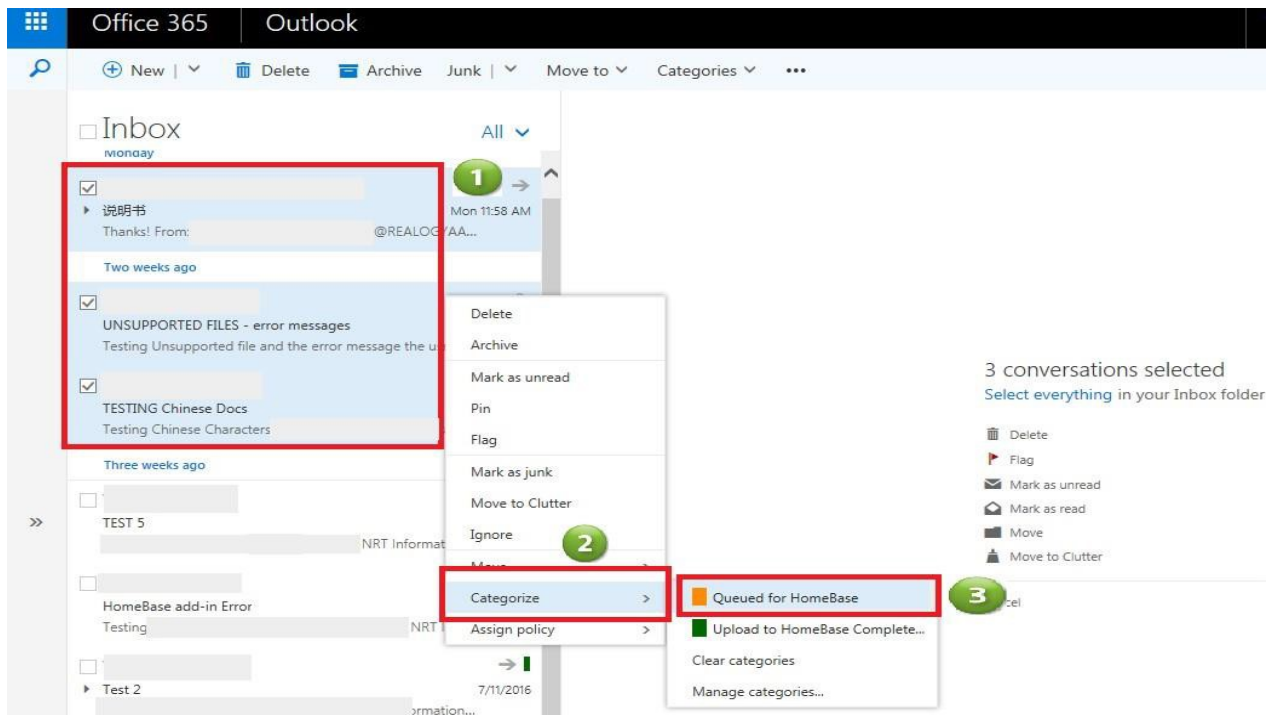 Office 365 Outlook
New Delete Archive Junk Move to Categories •••
Inbox All
Monday
1
说明书 Mon 11:58 AM
Thanks! From: @REALOGYAA...
Two weeks ago
UNSUPPORTED FILES - error messages
Testing Unsupported file and the error message the
TESTING Chinese Docs
Testing Chinese Characters
Three weeks ago
TEST 5
NRT Informat
HomeBase add-in Error
Testing NRT
Test 2 7/11/2016
Delete
Archive
Mark as unread
Pin
Flag
Mark as junk
Move to Clutter
Ignore
2
Move
Categorize
Assign policy
Queued for HomeBase
3
Upload to HomeBase Complete...
Clear categories
Manage categories...
3 conversations selected
Select everything in your Inbox folder
Delete
Flag
Mark as unread
Mark as read
Move
Move to Clutter